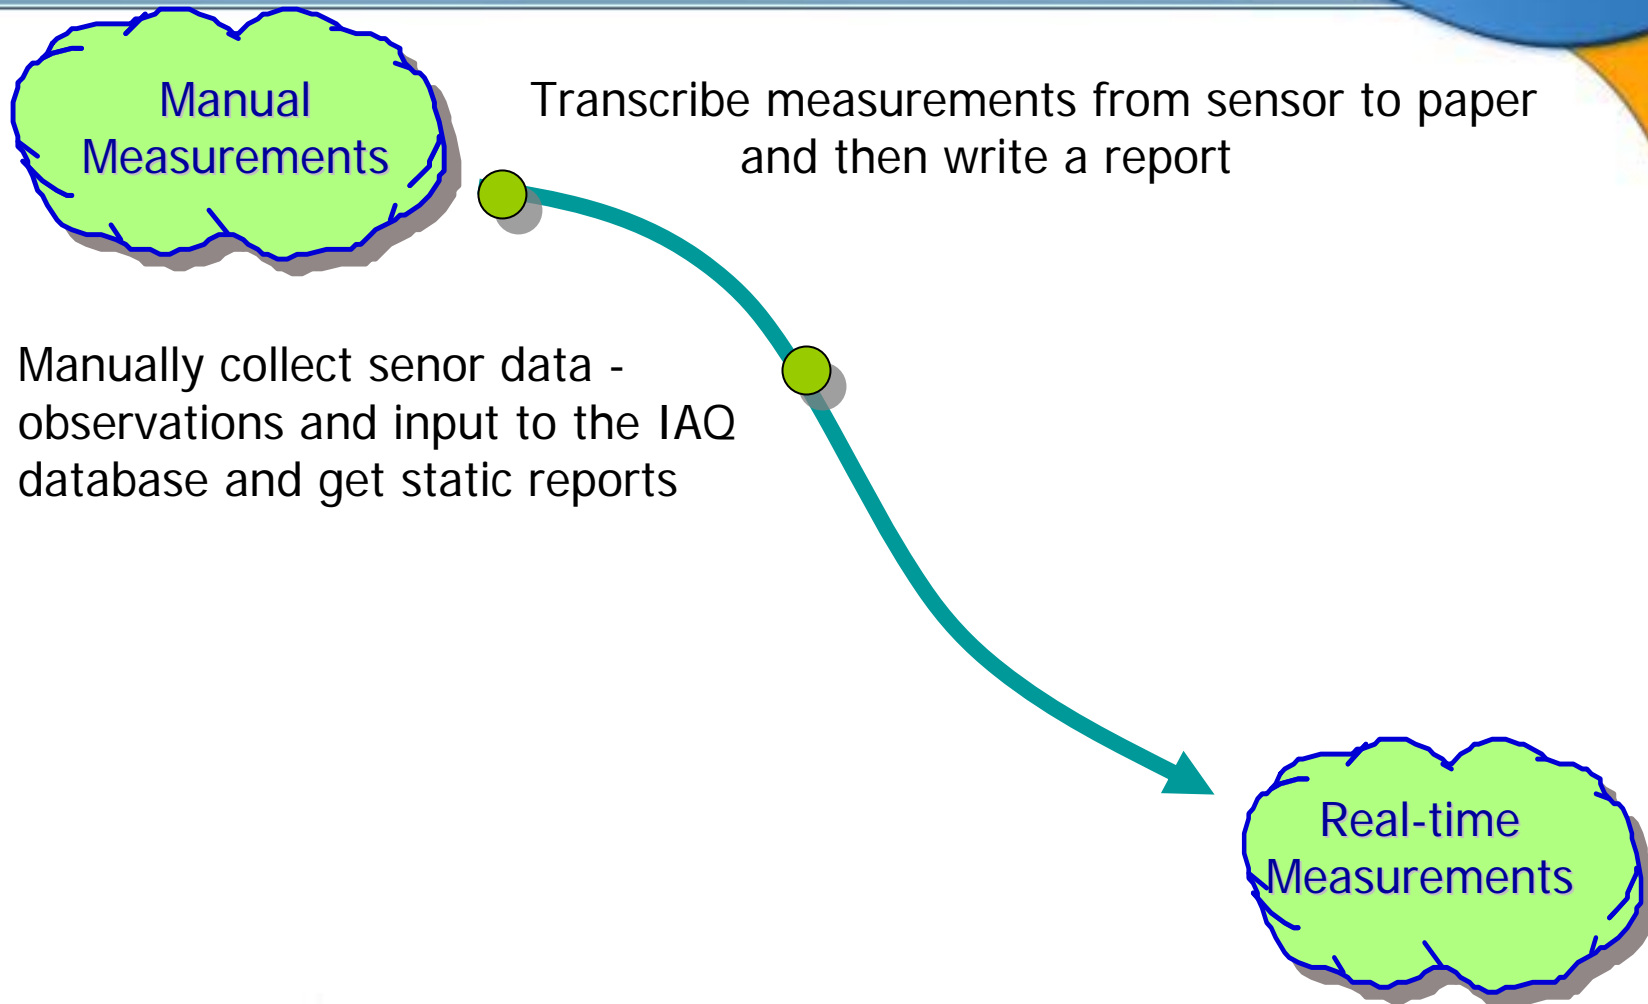 Manual
Measurements
Transcribe measurements from sensor to paper
and then write a report
Manually collect senor data -
observations and input to the IAQ
database and get static reports
Real-time
Measurements